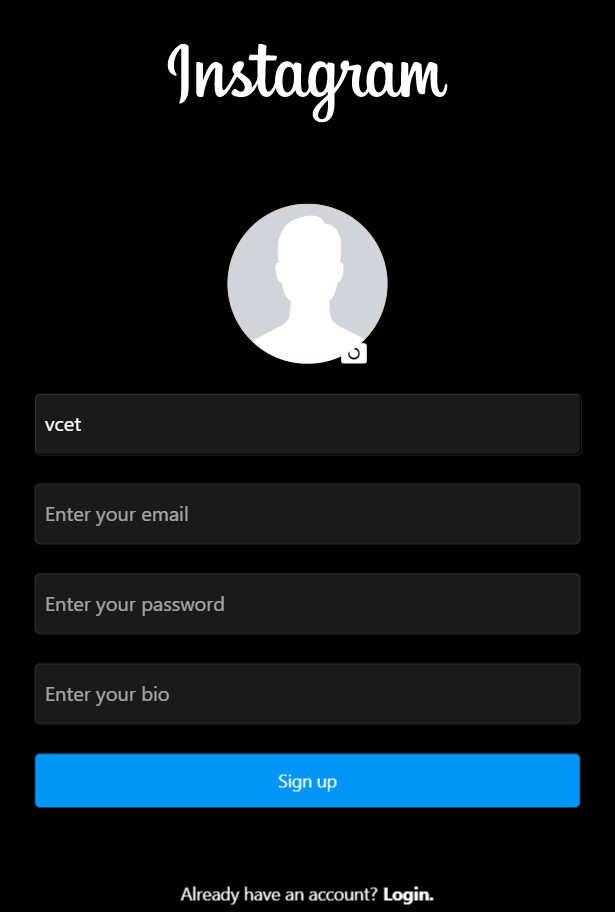 Instagram
vcet
Enter your email
Enter your password
Enter your bio
Sign up
Already have an account? Login.